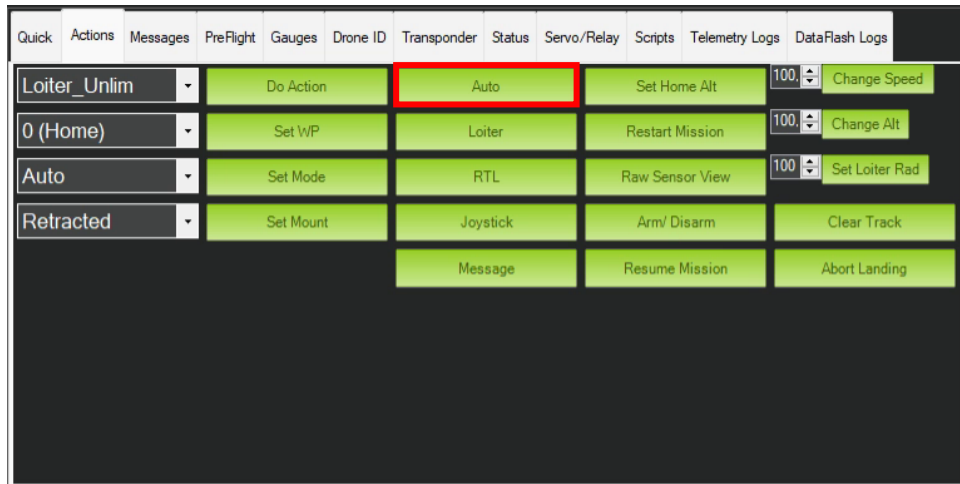 Quick Actions Messages PreFlight Gauges Drone ID Transponder Status Servo/Relay Scripts Telemetry Logs DataFlash Logs
Loiter_Unlim Do Action Auto Set Home Alt 100. Change Speed
0 (Home) Set WP Loiter Restart Mission 100. Change Alt
Auto Set Mode RTL Raw Sensor View 100 Set Loiter Rad
Retracted Set Mount Joystick Arm/ Disarm Clear Track
Message Resume Mission Abort Landing